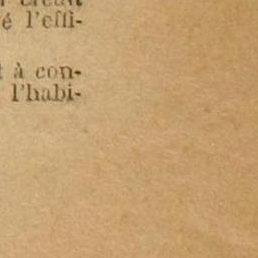 é l'effi-
t à con-
l'habi-